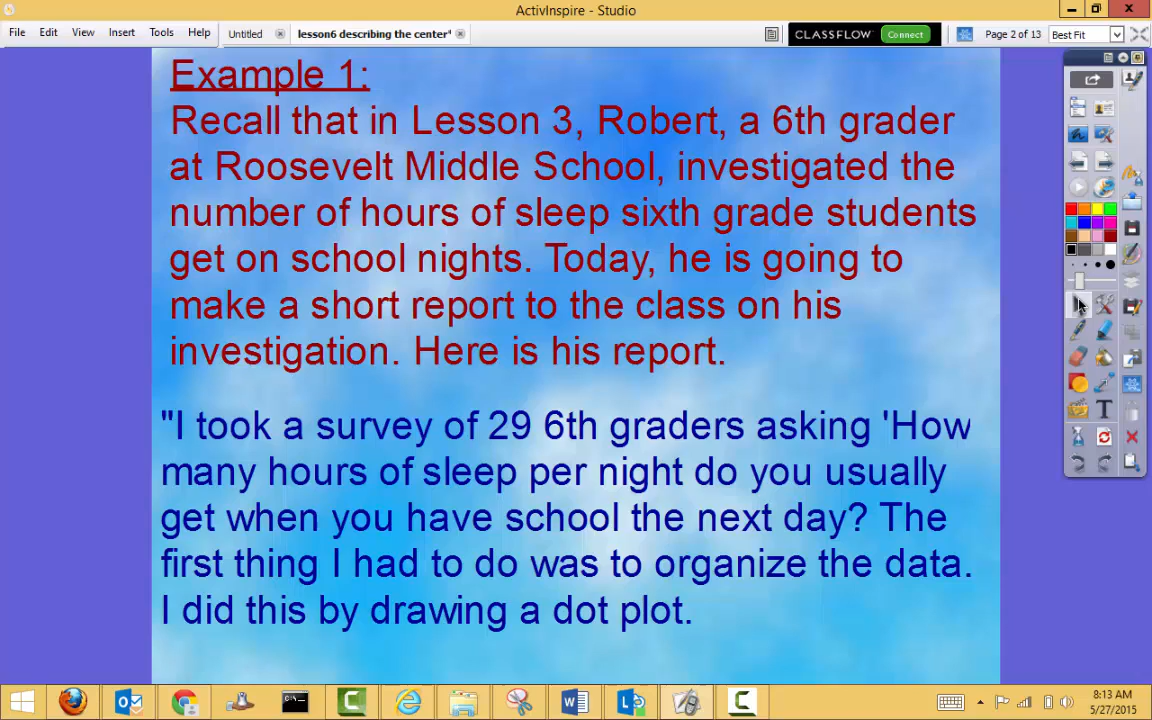 ActivInspire - Studio
File Edit View Insert Tools Help
Untitled
lesson6 describing the center'
CLASSFLOW Connect
Page 2 of 13
Best Fit
Example 1:
Recall that in Lesson 3, Robert, a 6th grader
at Roosevelt Middle School, investigated the
number of hours of sleep sixth grade students
get on school nights. Today, he is going to
make a short report to the class on his
investigation. Here is his report.
"I took a survey of 29 6th graders asking 'How
many hours of sleep per night do you usually
get when you have school the next day? The
first thing I had to do was to organize the data.
I did this by drawing a dot plot.
8:13 AM
5/27/2015